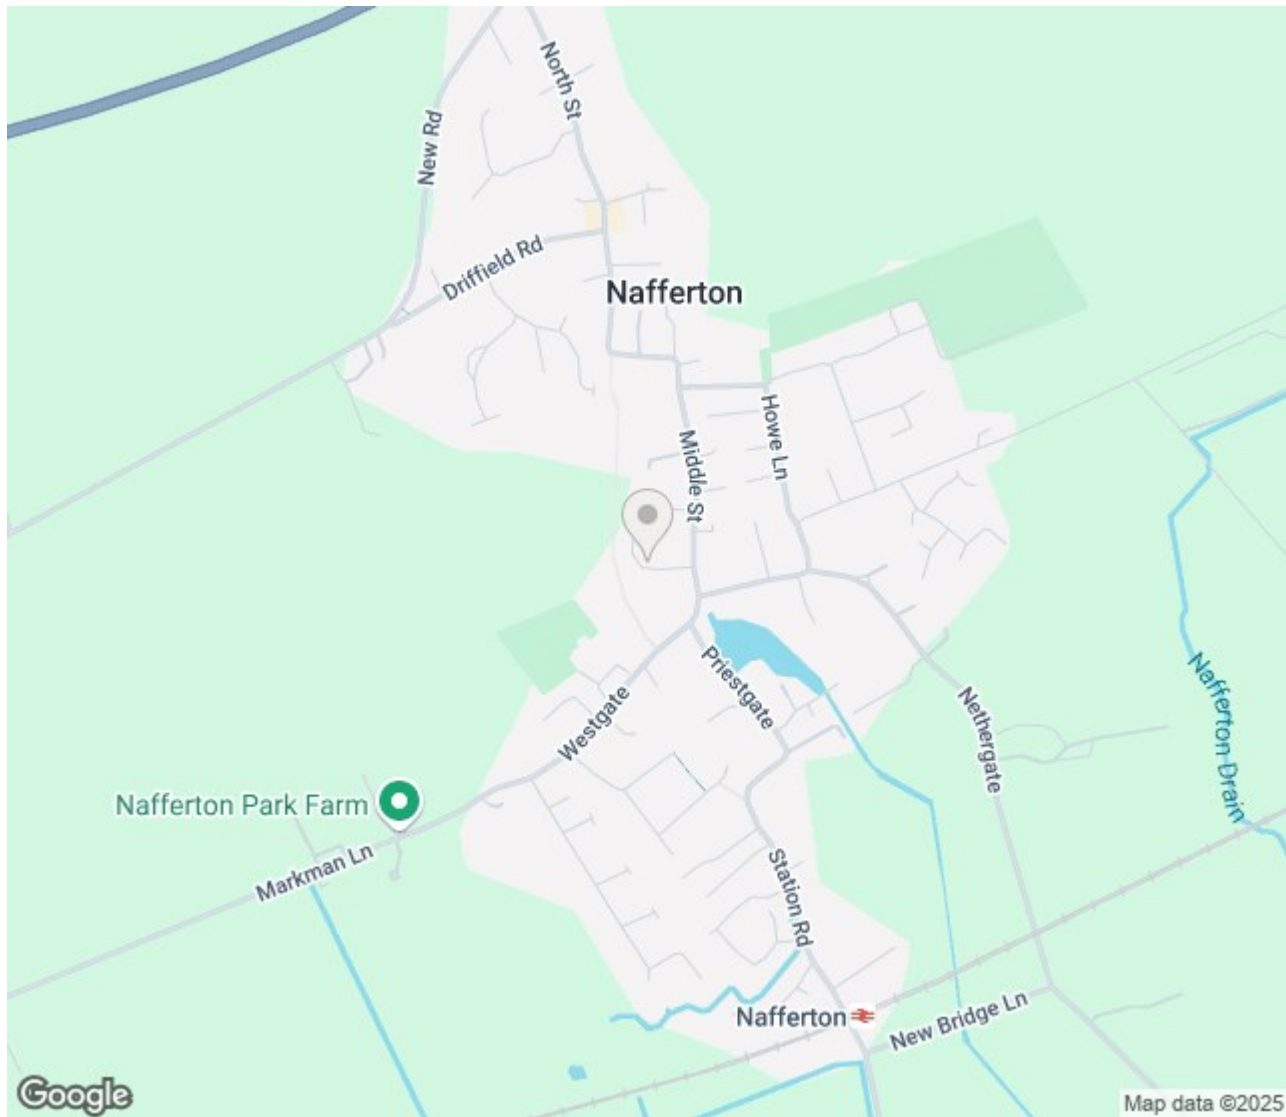 North St
New Rd
Driffield Rd
Nafferton
Howe Ln
Middle St
Priestgate
Westgate
Nethergate
Nafferton Drain
Nafferton Park Farm
Markman Ln
Station Rd
Nafferton
New Bridge Ln
Google
Map data ©2025